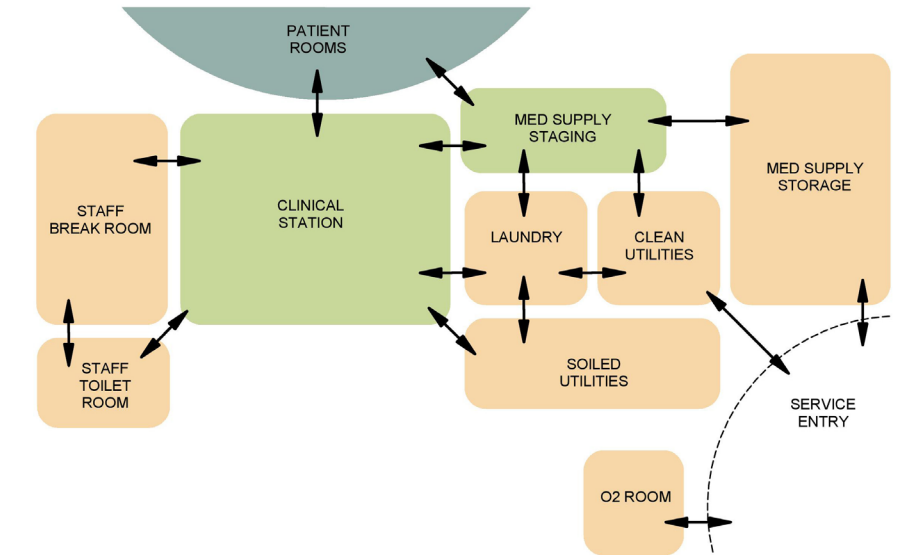 PATIENT
ROOMS
MED SUPPLY
STAGING
MED SUPPLY
STORAGE
STAFF
BREAK ROOM
CLINICAL
STATION
LAUNDRY
CLEAN
UTILITIES
STAFF
TOILET
ROOM
SOILED
UTILITIES
SERVICE
ENTRY
O2 ROOM